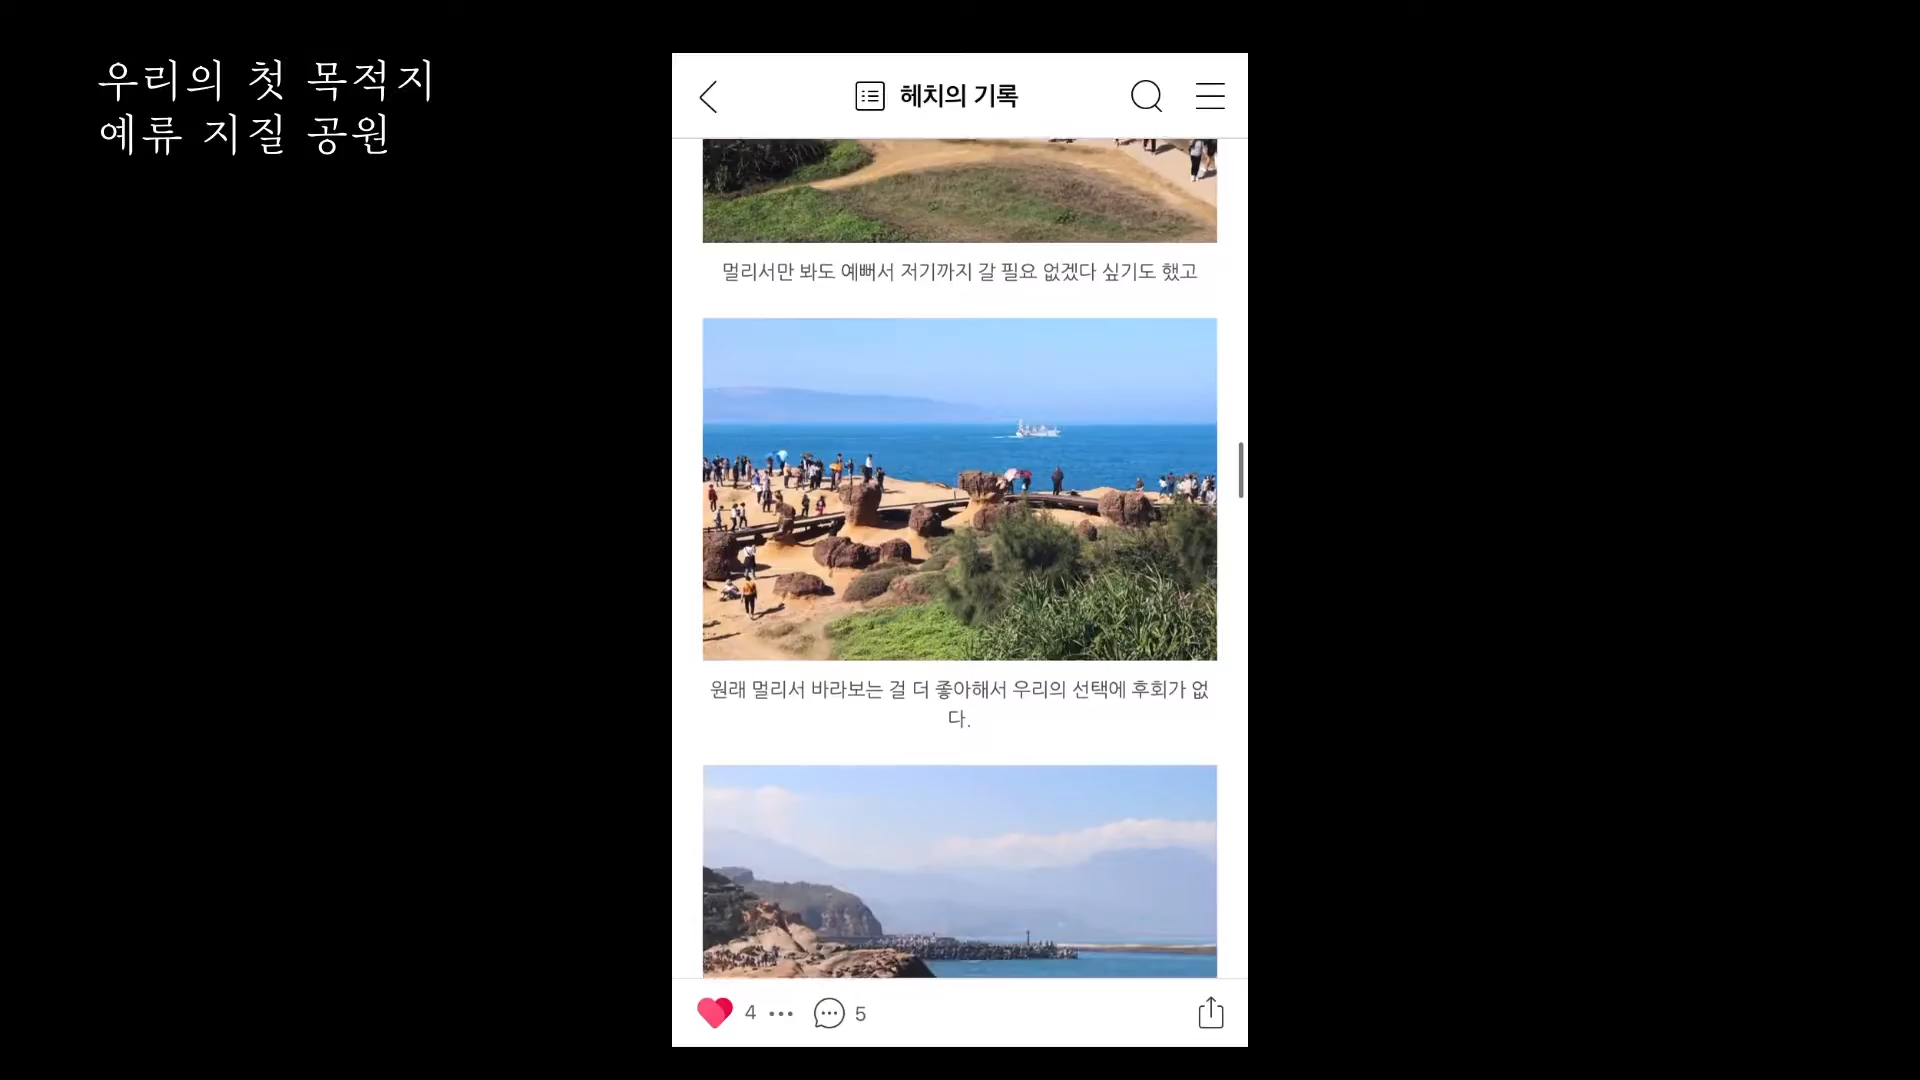 우리의 첫 목적지
예류 지질 공원
헤치의 기록
멀리서만 봐도 예뻐서 저기까지 갈 필요 없겠다 싶기도 했고
원래 멀리서 바라보는 걸 더 좋아해서 우리의 선택에 후회가 없
다.
4
5